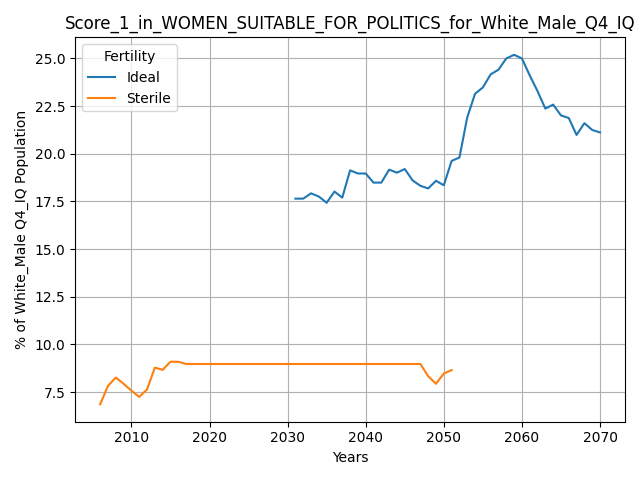 Score_1_in_WOMEN_SUITABLE_FOR_POLITICS_for_White_Male_Q4_IQ
Fertility
Ideal
Sterile
% of White_Male Q4_IQ Population
25.0
22.5
20.0
17.5
15.0
12.5
10.0
7.5
2010 2020 2030 2040 2050 2060 2070
Years